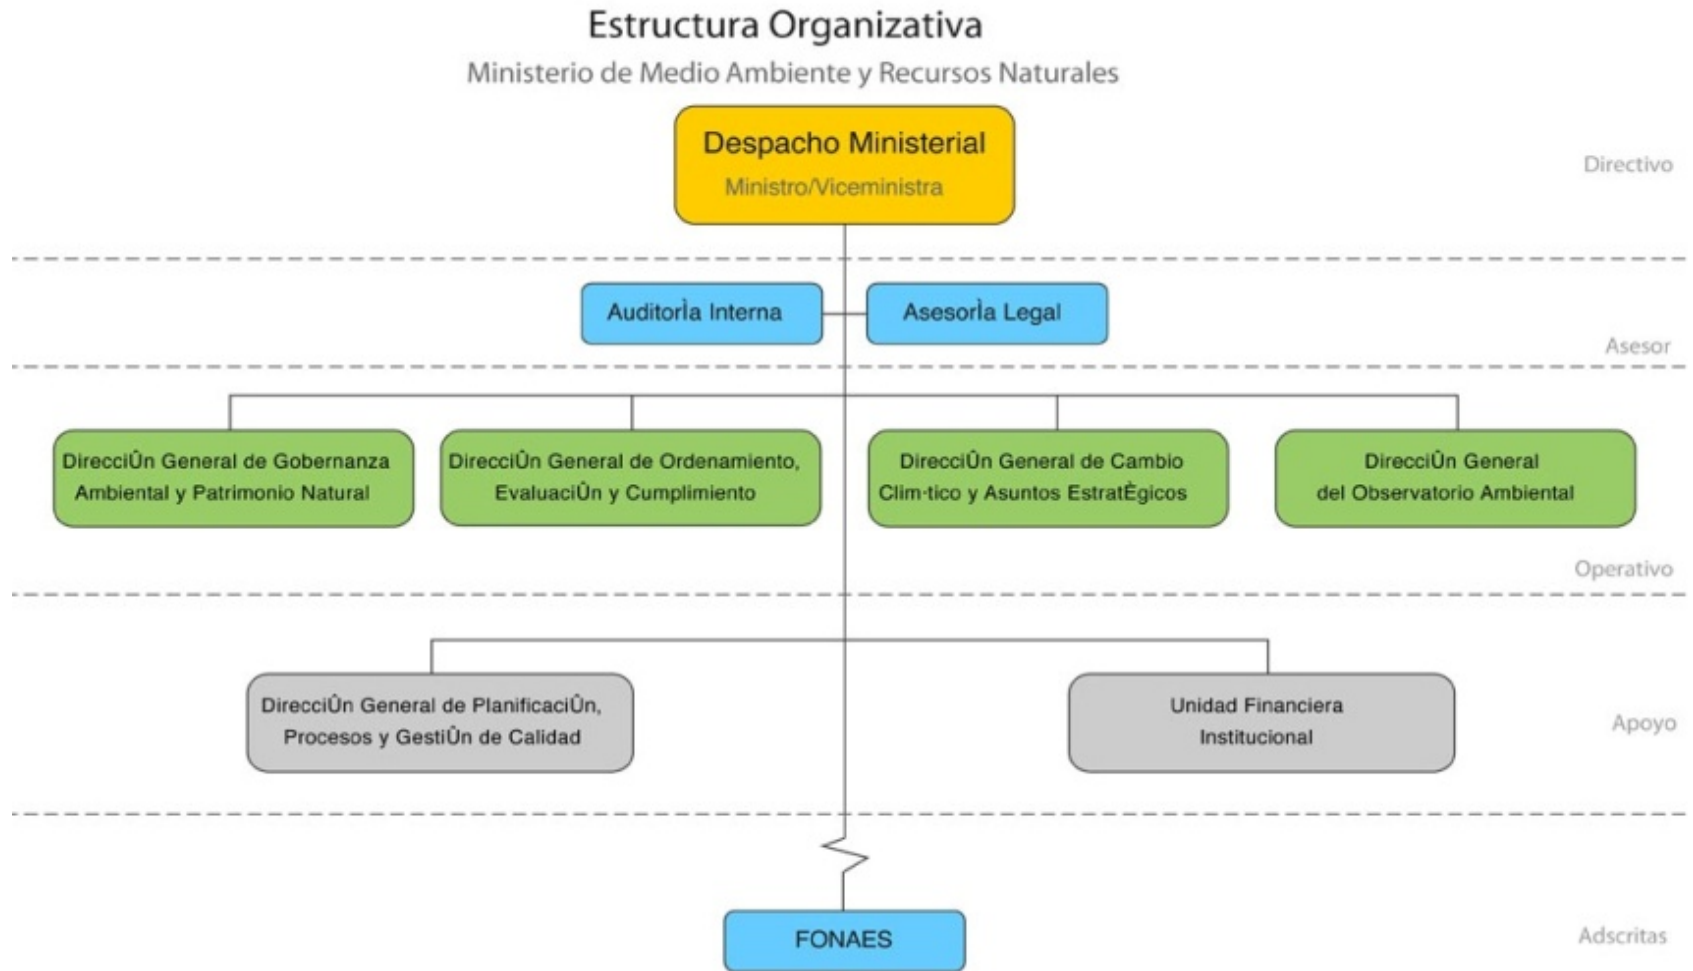 Estructura Organizativa
Ministerio de Medio Ambiente y Recursos Naturales
Despacho Ministerial
Ministro/Viceministra
Directivo
AuditorÌa Interna
AsesorÌa Legal
Asesor
DirecciÛn General de Gobernanza
Ambiental y Patrimonio Natural
DirecciÛn General de Ordenamiento,
EvaluaciÛn y Cumplimiento
DirecciÛn General de Cambio
Clim·tico y Asuntos EstratÈgicos
DirecciÛn General
del Observatorio Ambiental
Operativo
DirecciÛn General de PlanificaciÛn,
Procesos y GestiÛn de Calidad
Unidad Financiera
Institucional
Apoyo
FONAES
Adscritas